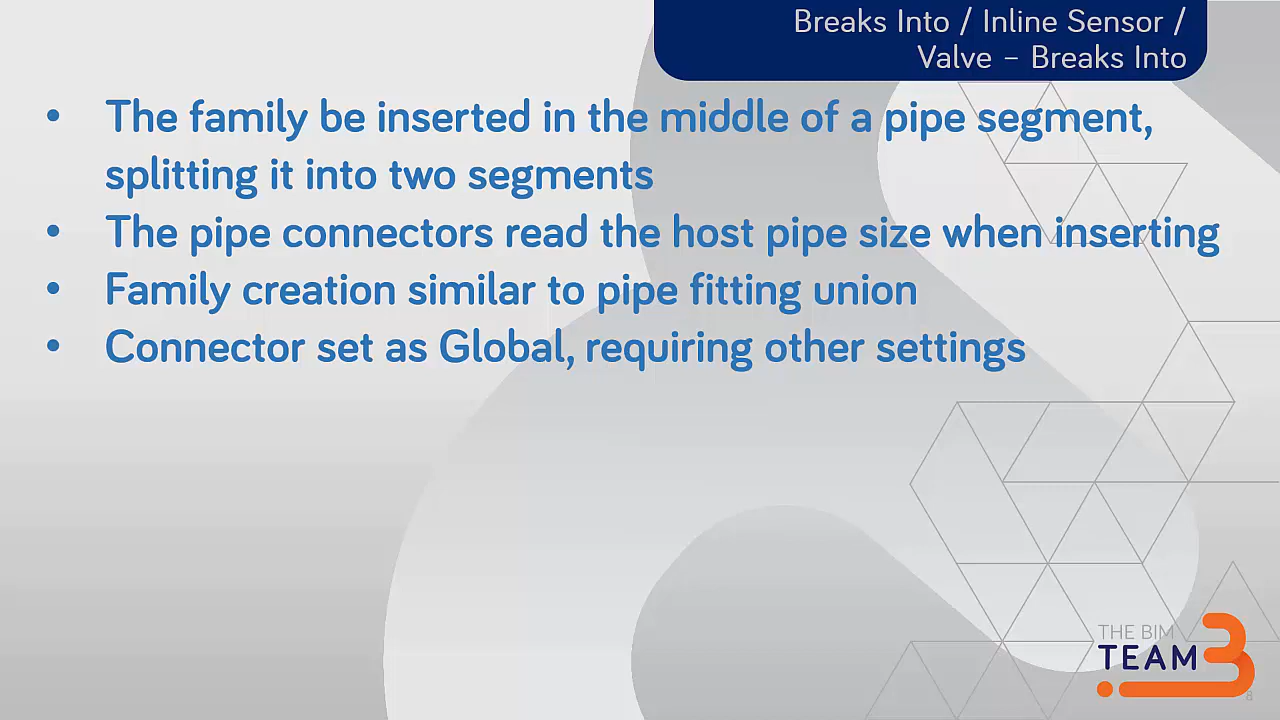 Breaks Into / Inline Sensor /
Valve – Breaks Into
• The family be inserted in the middle of a pipe segment,
splitting it into two segments
• The pipe connectors read the host pipe size when inserting
• Family creation similar to pipe fitting union
• Connector set as Global, requiring other settings
THE BIM
TEAM
8